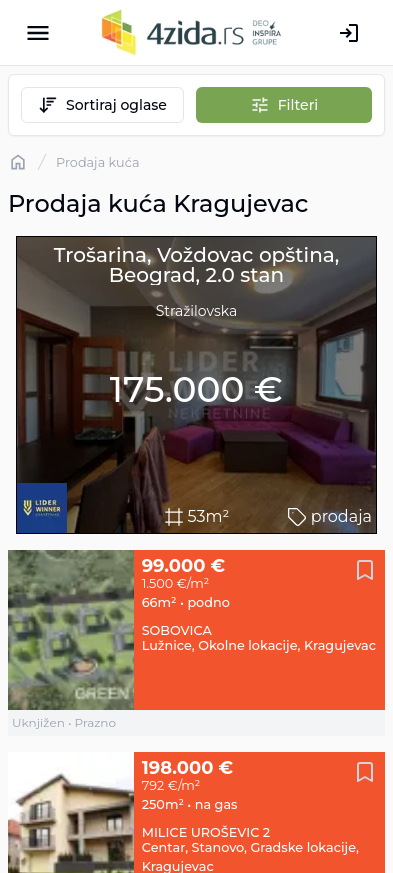 4zida.rs DEO INSPIRA GRUPE
Sortiraj oglase
Filteri
/ Prodaja kuća
Prodaja kuća Kragujevac
Trošarina, Voždovac opština,
Beograd, 2.0 stan
Stražilovska
LIDER
NEKRETNINE
175.000 €
LIDER
WINNER
53m²
prodaja
99.000 €
1.500 €/m²
66m² • podno
SOBOVICA
Lužnice, Okolne lokacije, Kragujevac
GREEN
Uknjižen • Prazno
198.000 €
792 €/m²
250m² • na gas
MILICE UROŠEVIC 2
Centar, Stanovo, Gradske lokacije,
Kragujevac